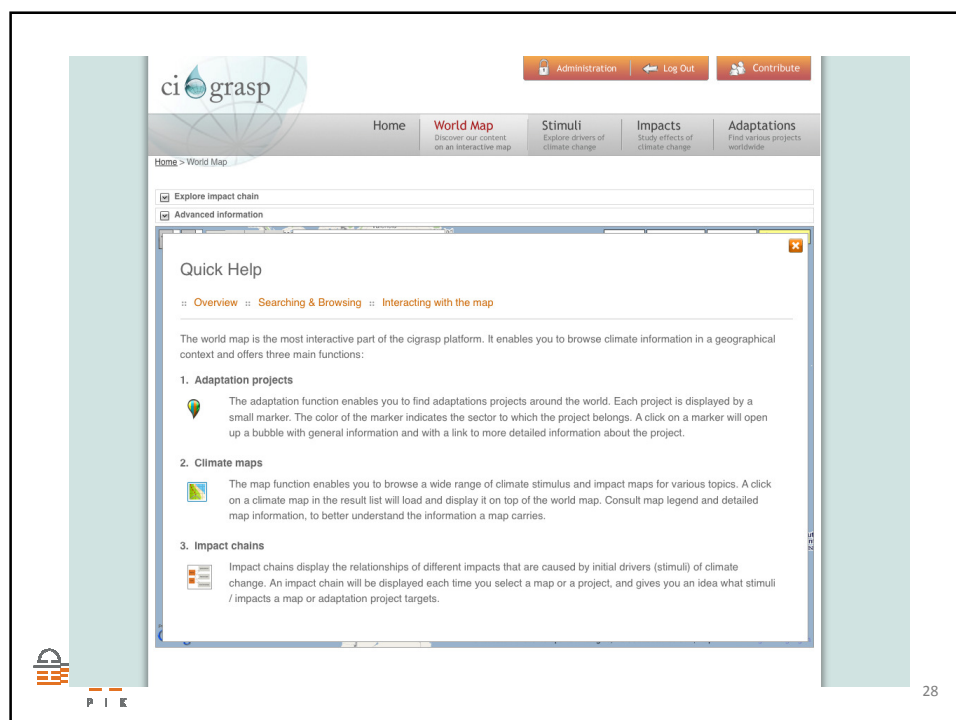 ci grasp
Administration Log Out Contribute
Home World Map Stimuli Impacts Adaptations
Discover our content on an interactive map
Explore drivers of climate change
Study effects of climate change
Find various projects worldwide
Home > World Map
Explore impact chain
Advanced information
Quick Help
:: Overview :: Searching & Browsing :: Interacting with the map
The world map is the most interactive part of the cigrasp platform. It enables you to browse climate information in a geographical
context and offers three main functions:
1. Adaptation projects
The adaptation function enables you to find adaptations projects around the world. Each project is displayed by a
small marker. The color of the marker indicates the sector to which the project belongs. A click on a marker will open
up a bubble with general information and with a link to more detailed information about the project.
2. Climate maps
The map function enables you to browse a wide range of climate stimulus and impact maps for various topics. A click
on a climate map in the result list will load and display it on top of the world map. Consult map legend and detailed
map information, to better understand the information a map carries.
3. Impact chains
Impact chains display the relationships of different impacts that are caused by initial drivers (stimuli) of climate
change. An impact chain will be displayed each time you select a map or a project, and gives you an idea what stimuli
/ impacts a map or adaptation project targets.
P I K
28